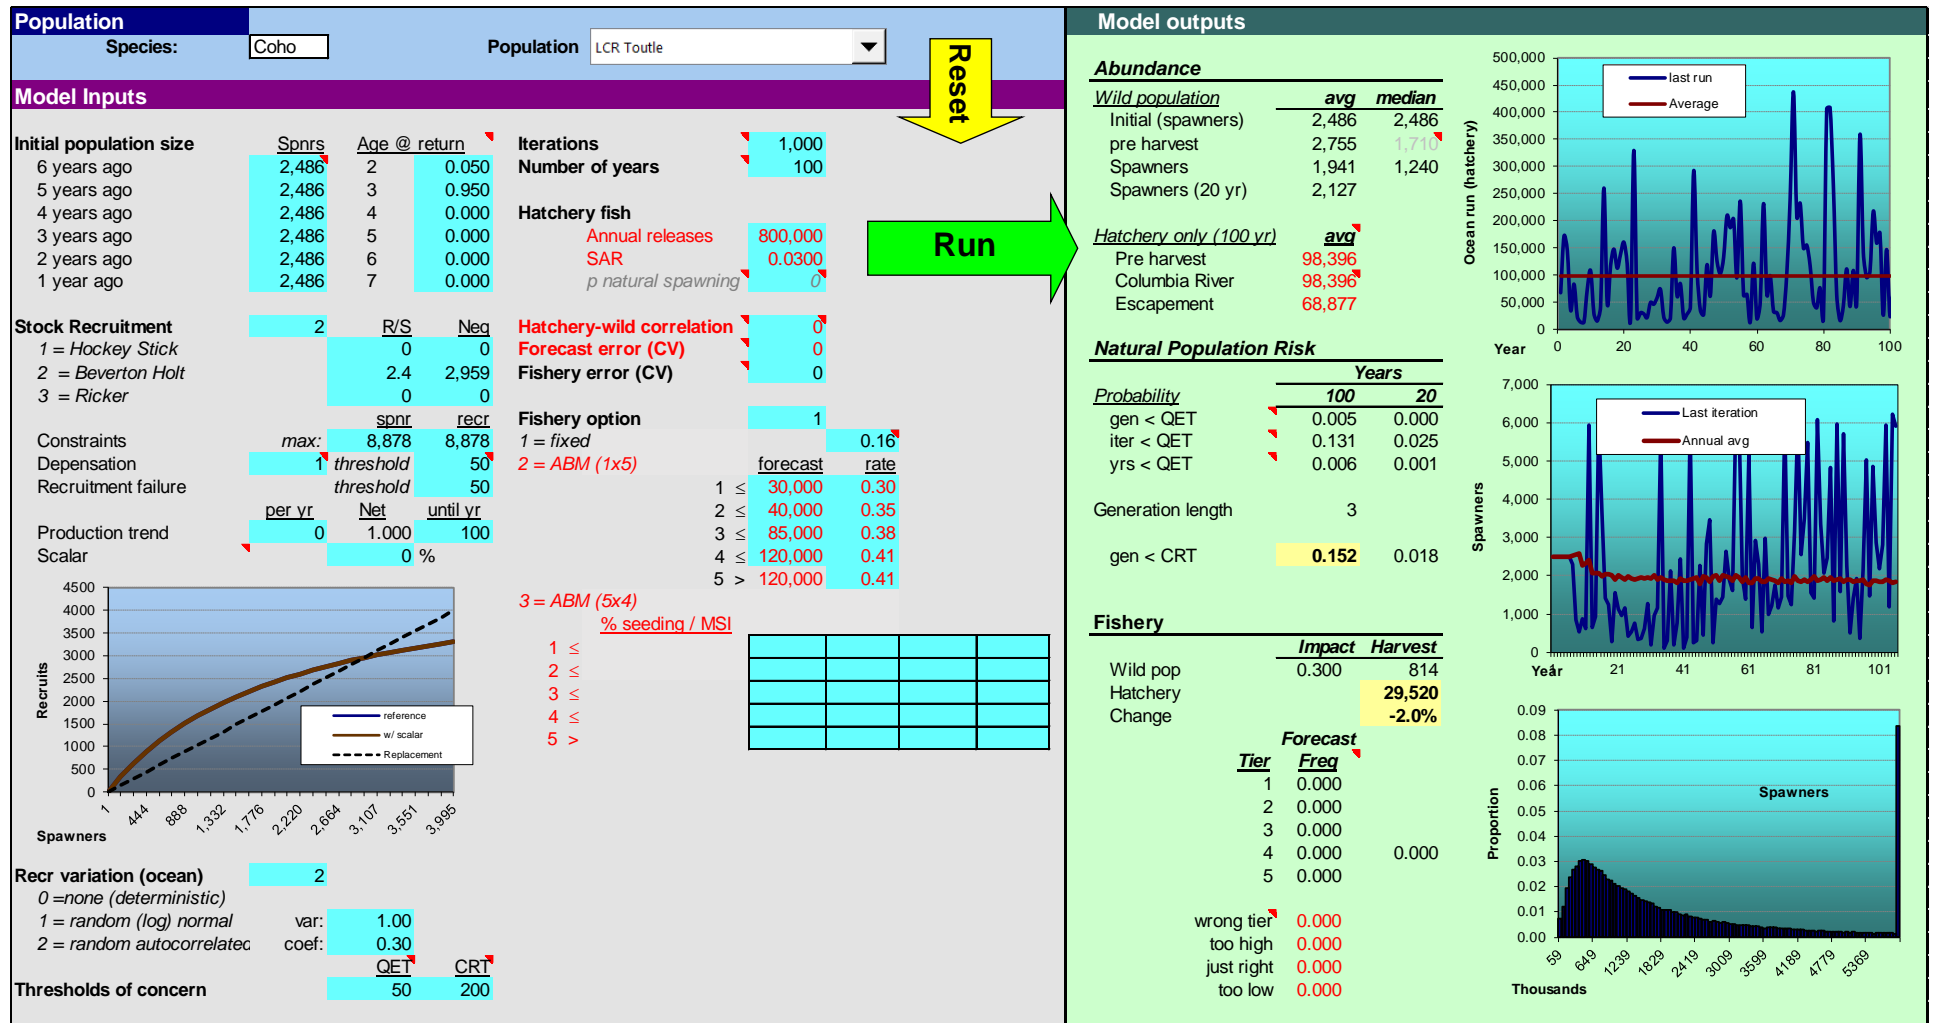 Population
Species: Coho Population LCR Toutle
Reset
Model Inputs
Initial population size Spnrs Age @ return
6 years ago 2,486 2 0.050
5 years ago 2,486 3 0.950
4 years ago 2,486 4 0.000
3 years ago 2,486 5 0.000
2 years ago 2,486 6 0.000
1 year ago 2,486 7 0.000
Iterations 1,000
Number of years 100
Hatchery fish
Annual releases 800,000
SAR 0.0300
p natural spawning 0
Run
Stock Recruitment 2 R/S Neq
1 = Hockey Stick 0 0
2 = Beverton Holt 2.4 2,959
3 = Ricker 0 0
spnr recr
Constraints max: 8,878 8,878
Depensation 1 threshold 50
Recruitment failure threshold 50
per yr Net until yr
Production trend 0 1.000 100
Scalar 0 %
Hatchery-wild correlation 0
Forecast error (CV) 0
Fishery error (CV) 0
Fishery option 1
1 = fixed 0.16
2 = ABM (1x5) forecast rate
1 ≤ 30,000 0.30
2 ≤ 40,000 0.35
3 ≤ 85,000 0.38
4 ≤ 120,000 0.41
5 > 120,000 0.41
3 = ABM (5x4)
% seeding / MSI
1 ≤
2 ≤
3 ≤
4 ≤
5 >
4500
4000
3500
3000
2500
2000
1500
1000
500
0
Recruits
reference
w/ scalar
Replacement
1 444 888 1,332 1,776 2,220 2,664 3,107 3,551 3,995
Spawners
Recr variation (ocean) 2
0 =none (deterministic)
1 = random (log) normal var: 1.00
2 = random autocorrelated coef: 0.30
QET CRT
Thresholds of concern 50 200
Model outputs
Abundance
Wild population avg median
Initial (spawners) 2,486 2,486
pre harvest 2,755 1,710
Spawners 1,941 1,240
Spawners (20 yr) 2,127
Hatchery only (100 yr) avg
Pre harvest 98,396
Columbia River 98,396
Escapement 68,877
Natural Population Risk
Years
Probability 100 20
gen < QET 0.005 0.000
iter < QET 0.131 0.025
yrs < QET 0.006 0.001
Generation length 3
gen < CRT 0.152 0.018
Fishery
Impact Harvest
Wild pop 0.300 814
Hatchery 29,520
Change -2.0%
Forecast
Tier Freq
1 0.000
2 0.000
3 0.000
4 0.000 0.000
5 0.000
wrong tier 0.000
too high 0.000
just right 0.000
too low 0.000
500,000
450,000
400,000
350,000
300,000
250,000
200,000
150,000
100,000
50,000
0
Ocean run (hatchery)
last run
Average
Year 0 20 40 60 80 100
7,000
6,000
5,000
4,000
3,000
2,000
1,000
0
Spawners
Last iteration
Annual avg
Year 1 21 41 61 81 101
0.09
0.08
0.07
0.06
0.05
0.04
0.03
0.02
0.01
0.00
Proportion
Spawners
59 649 1239 1829 2419 3009 3599 4189 4779 5369
Thousands